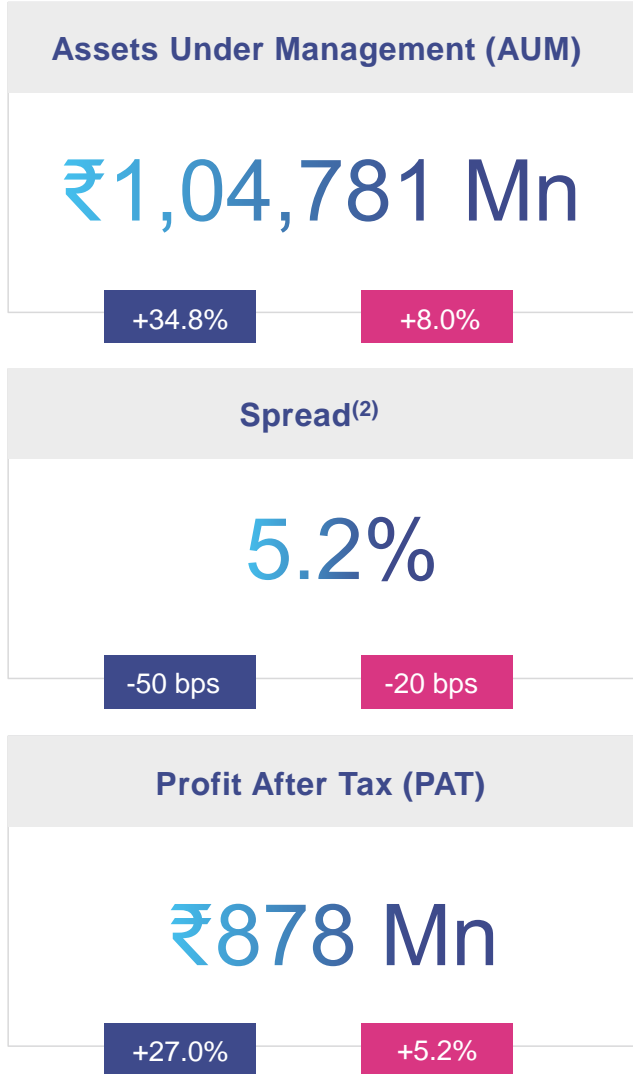 Assets Under Management (AUM)
₹1,04,781 Mn
+34.8% +8.0%
Spread(2)
5.2%
-50 bps -20 bps
Profit After Tax (PAT)
₹878 Mn
+27.0% +5.2%